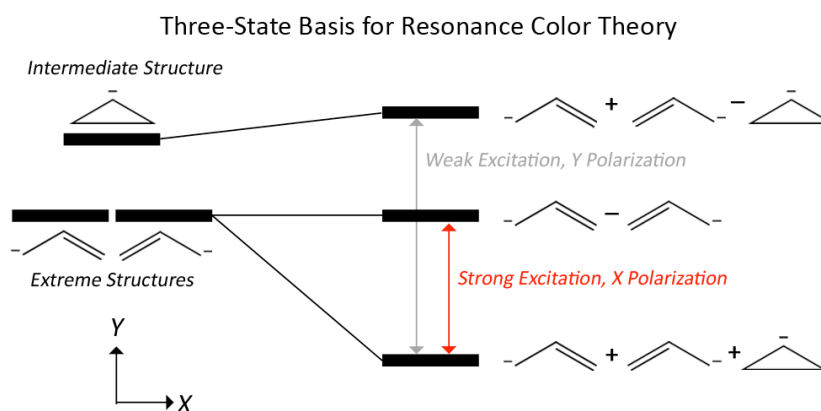 Three-State Basis for Resonance Color Theory
Intermediate Structure
–
– + – – –
Weak Excitation, Y Polarization
– – –
– –
Extreme Structures
Strong Excitation, X Polarization
Y
–
– + – +
X